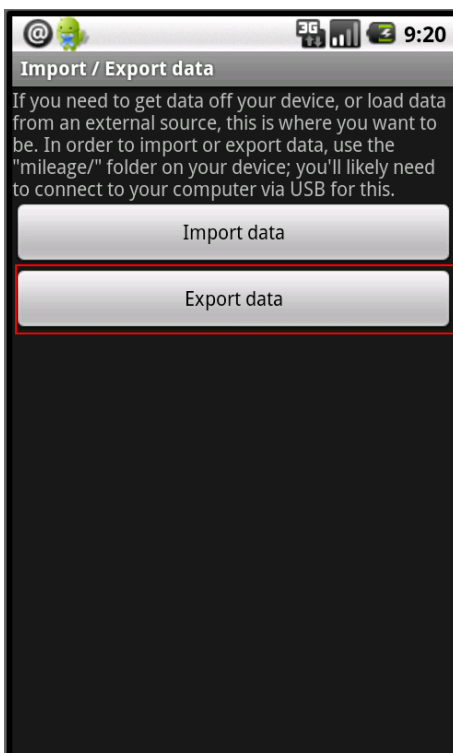 @ 3G 9:20
Import / Export data
If you need to get data off your device, or load data
from an external source, this is where you want to
be. In order to import or export data, use the
"mileage/" folder on your device; you'll likely need
to connect to your computer via USB for this.
Import data
Export data